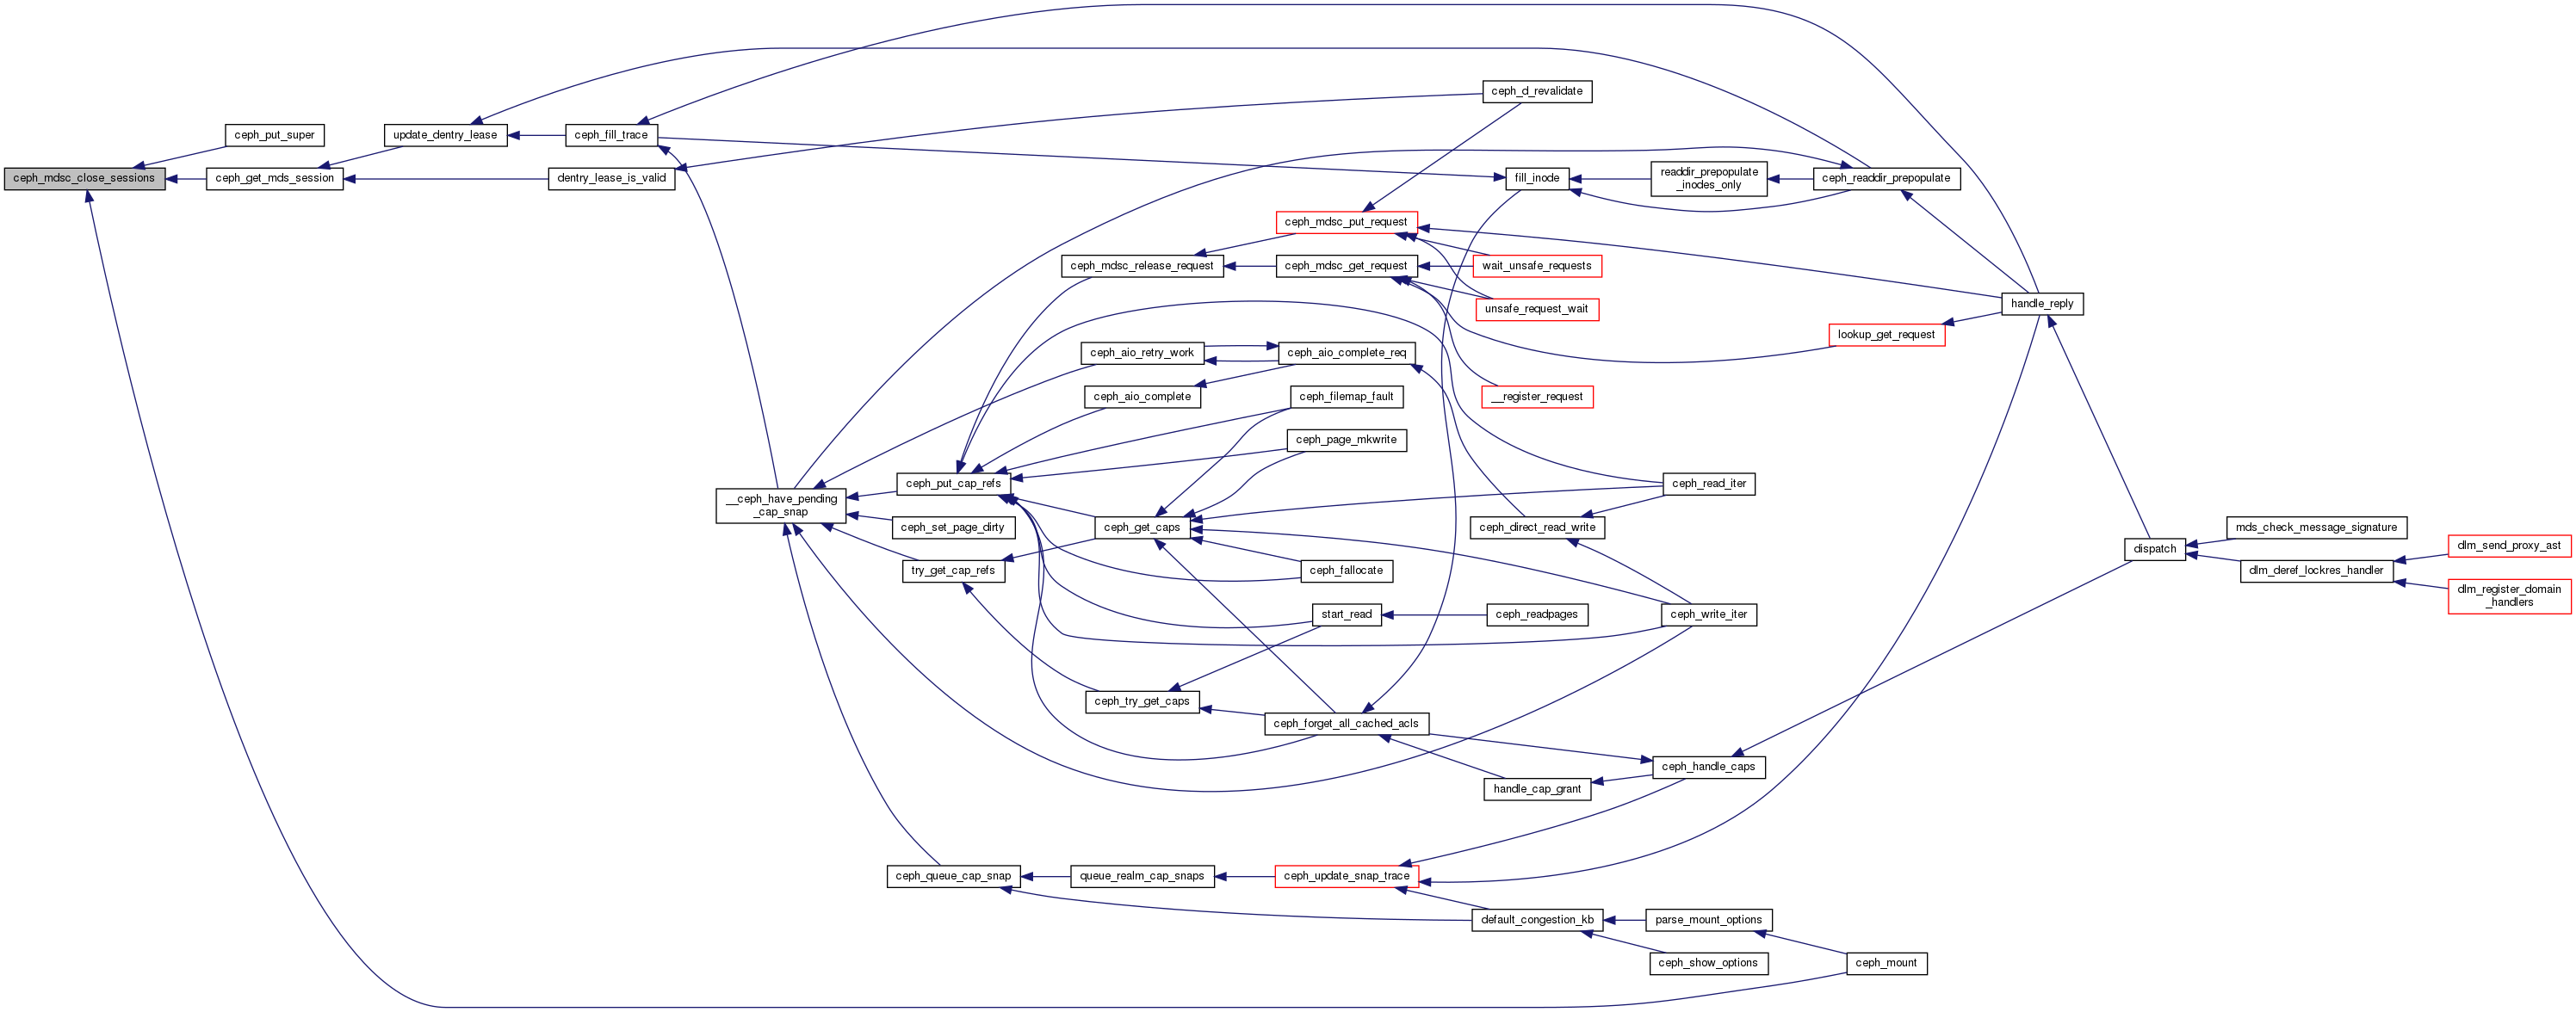 ceph_mdsc_close_sessions
ceph_put_super
ceph_get_mds_session
update_dentry_lease
ceph_fill_trace
dentry_lease_is_valid
__ceph_have_pending
_cap_snap
ceph_put_cap_refs
ceph_set_page_dirty
try_get_cap_refs
ceph_queue_cap_snap
ceph_mdsc_release_request
ceph_aio_retry_work
ceph_aio_complete
ceph_get_caps
ceph_try_get_caps
queue_realm_cap_snaps
ceph_mdsc_put_request
ceph_mdsc_get_request
ceph_aio_complete_req
ceph_filemap_fault
ceph_page_mkwrite
ceph_fallocate
start_read
ceph_forget_all_cached_acls
ceph_update_snap_trace
ceph_d_revalidate
fill_inode
wait_unsafe_requests
unsafe_request_wait
__register_request
ceph_direct_read_write
ceph_readpages
handle_cap_grant
default_congestion_kb
readdir_prepopulate
_inodes_only
ceph_read_iter
ceph_write_iter
ceph_handle_caps
parse_mount_options
ceph_show_options
ceph_readdir_prepopulate
lookup_get_request
ceph_mount
handle_reply
dispatch
mds_check_message_signature
dlm_deref_lockres_handler
dlm_send_proxy_ast
dlm_register_domain
_handlers